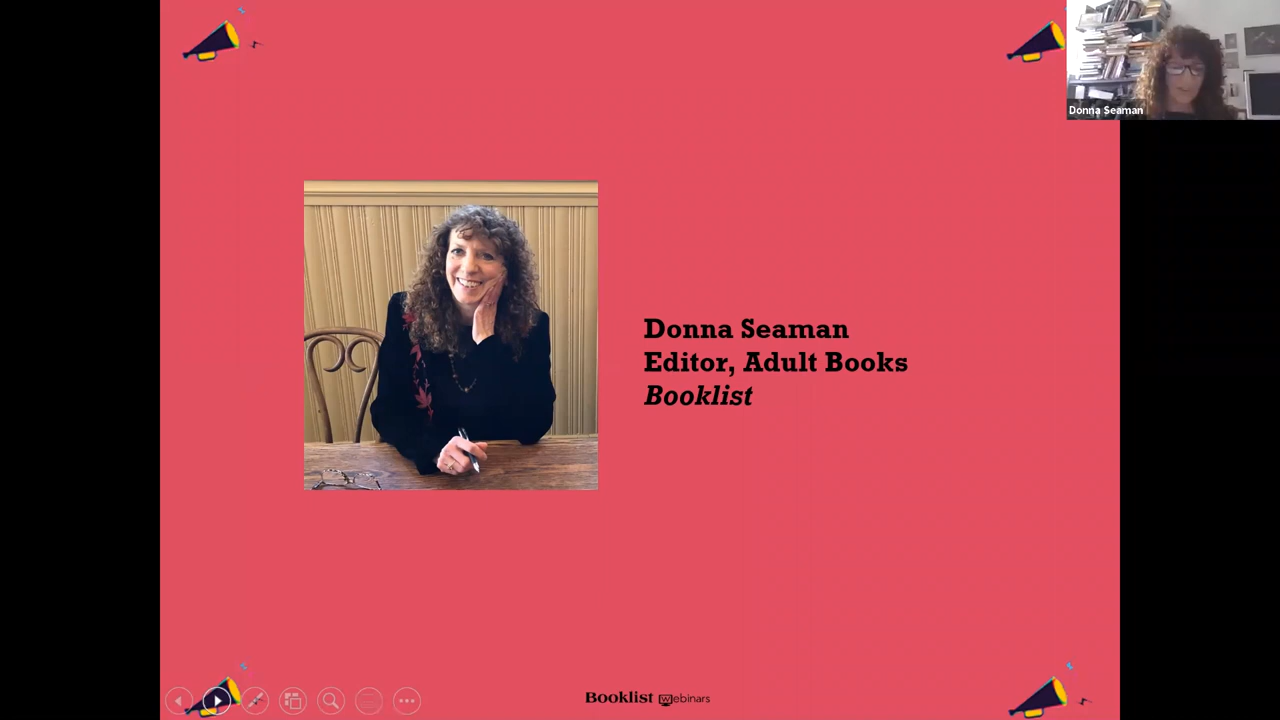 Donna Seaman
Donna Seaman
Editor, Adult Books
Booklist
Booklist Webinars